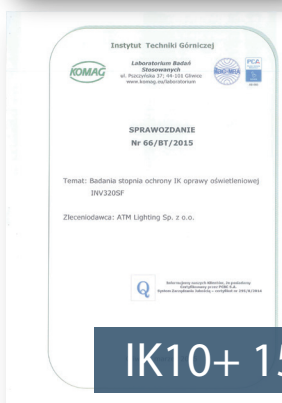 Instytut Techniki Górniczej
KOMAG
Laboratorium Badań
Stosowanych
ul. Pszczyńska 37; 44-101 Gliwice
www.komag.eu/laboratorium
PCA
SPRAWOZDANIE
Nr 66/BT/2015
Temat: Badania stopnia ochrony IK oprawy oświetleniowej
INV320SF
Zleceniodawca: ATM Lighting Sp. z o.o.
Q
IK10+ 15